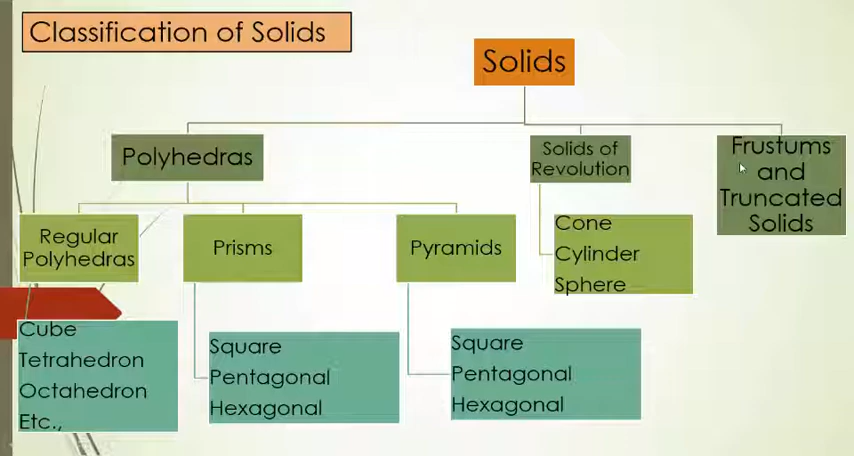 Classification of Solids
Solids
Polyhedras
Solids of
Revolution
Frustums
and
Truncated
Solids
Regular
Polyhedras
Prisms
Pyramids
Cone
Cylinder
Sphere
Cube
Tetrahedron
Octahedron
Etc.,
Square
Pentagonal
Hexagonal
Square
Pentagonal
Hexagonal